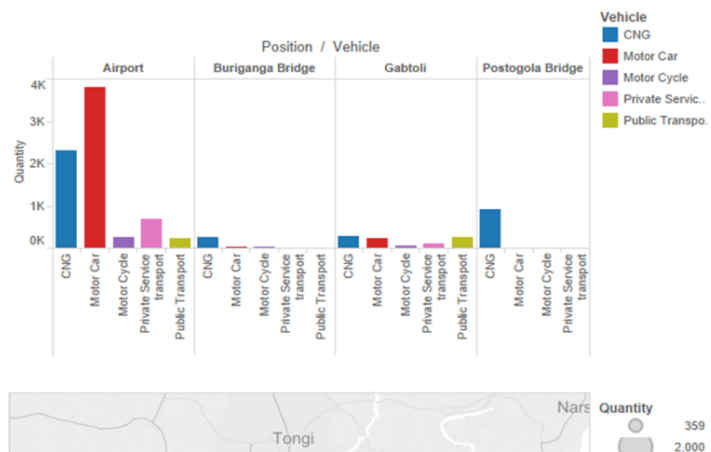 Vehicle
CNG
Motor Car
Motor Cycle
Private Servic..
Public Transpo.
Position / Vehicle
Airport
Buriganga Bridge
Gabtoli
Postogola Bridge
Quantity
4K
3K
2K
1K
0K
CNG
Motor Car
Motor Cycle
Private Service
transport
Public Transport
CNG
Motor Car
Motor Cycle
Private Service
transport
Public Transport
CNG
Motor Car
Motor Cycle
Private Service
transport
Public Transport
CNG
Motor Car
Motor Cycle
Private Service
transport
Nars
Tongi
Quantity
359
2,000